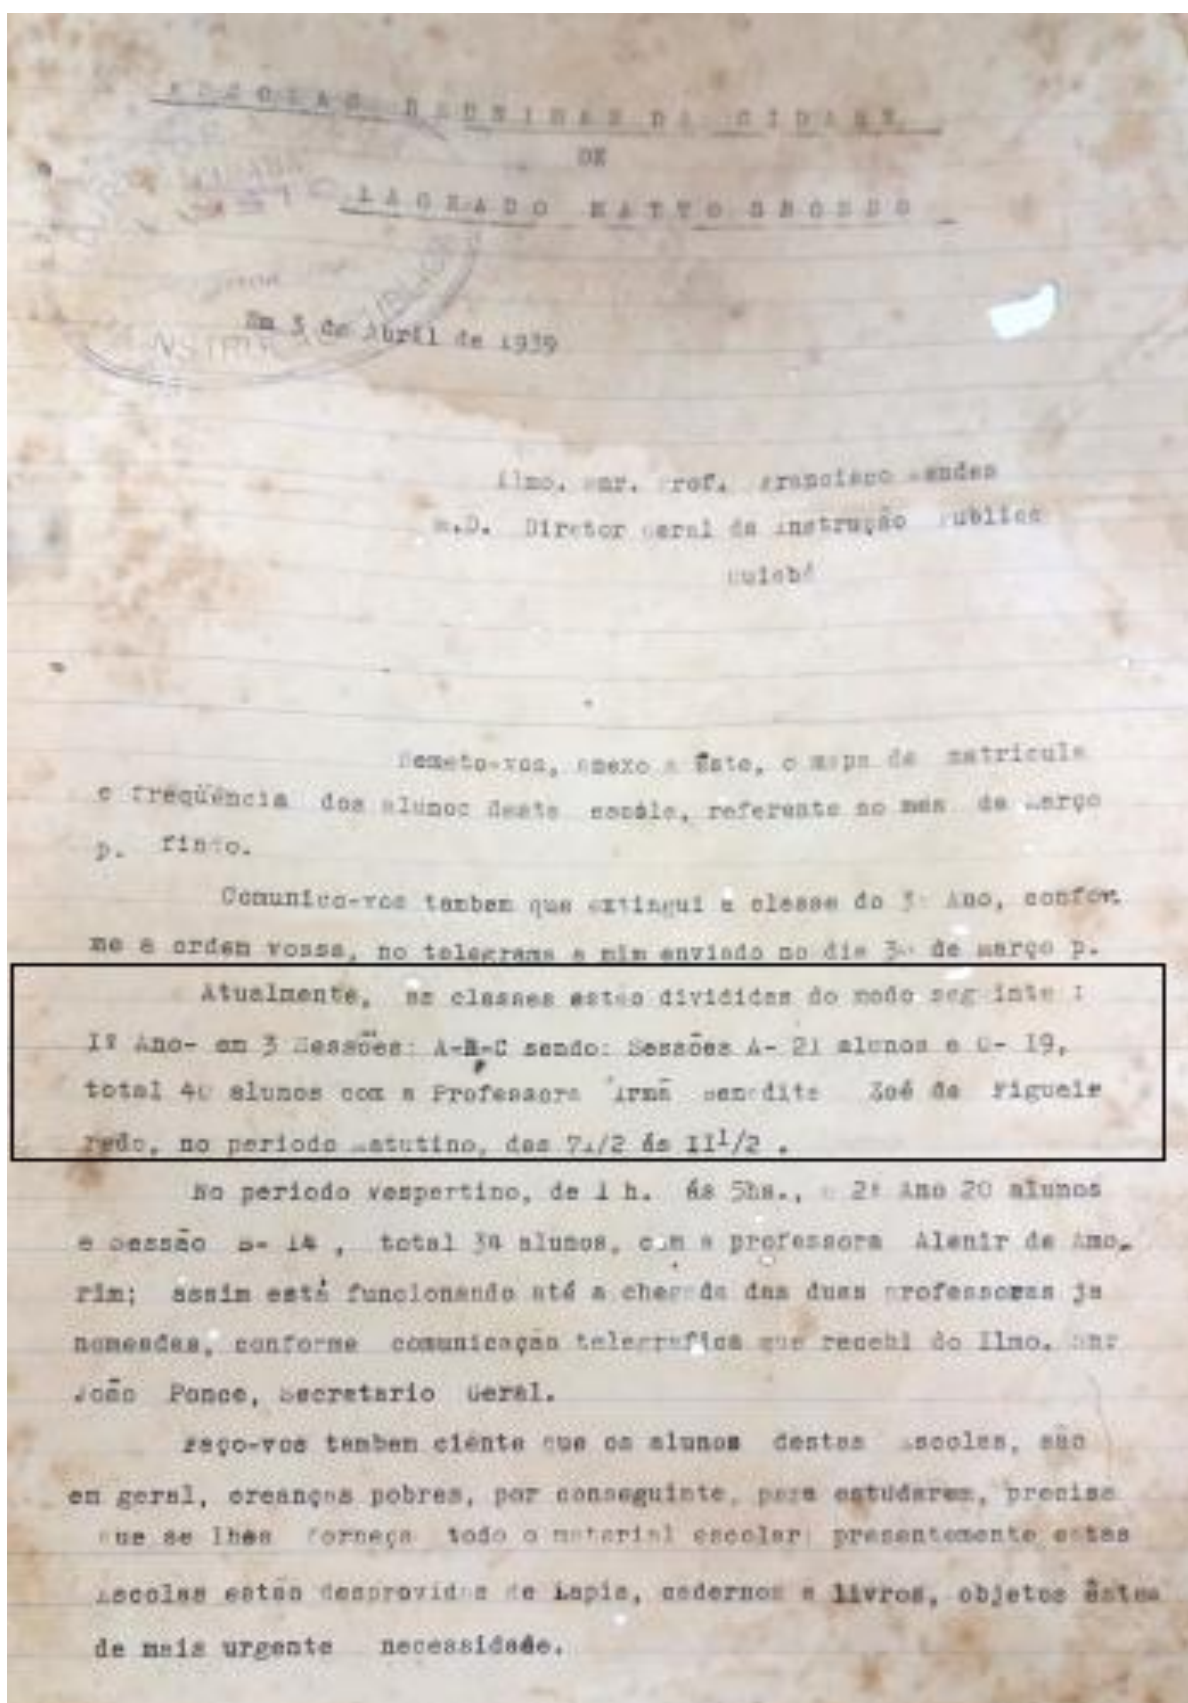 ESCOLAS REUNIDAS DA CIDADE
DE
LAGEADO MATTO GROSSO
INSTRU PUBLICA
Em 3 de Abril de 1939
Ilmo. Snr. Prof. Francisco Mendes
M.D. Diretor Geral da Instrução Publica
Cuiabá
Remeto-vos, anexo a êste, o mapa de matricula
e freqüência dos alunos desta escóla, referente ao mes de Março
p. findo.
Comunico-vos tambem que extingui a classe do 3º Ano, confor
me a ordem vossa, no telegrama a mim enviado no dia 30 de março p.
Atualmente, as classes estão divididas do modo seguinte :
Iº Ano- em 3 Sessões: A-B-C sendo: Sessões A- 21 alunos e C- 19,
total 40 alunos com a Professora Irmã Benedita Zoé de Figuei
redo, no periodo matutino, das 71/2 ás II1/2 .
No periodo vespertino, de 1 h. ás 5hs., o 2º Ano 20 alunos
e Sessão B- 14 , total 34 alunos, com a professora Alenir de Amo-
rim; assim está funcionando até a chegada das duas professoras ja
nomeadas, conforme comunicação telegrafica que recebi do Ilmo. Snr
João Ponce, Secretario Geral.
Faço-vos tambem ciente que os alunos destas Escolas, são
em geral, creanças pobres, por conseguinte, para estudarem, precisa
que se lhes forneça todo o material escolar; presentemente estas
Escolas estão desprovidas de Lapis, cadernos e livros, objetos êstes
de mais urgente necessidade.